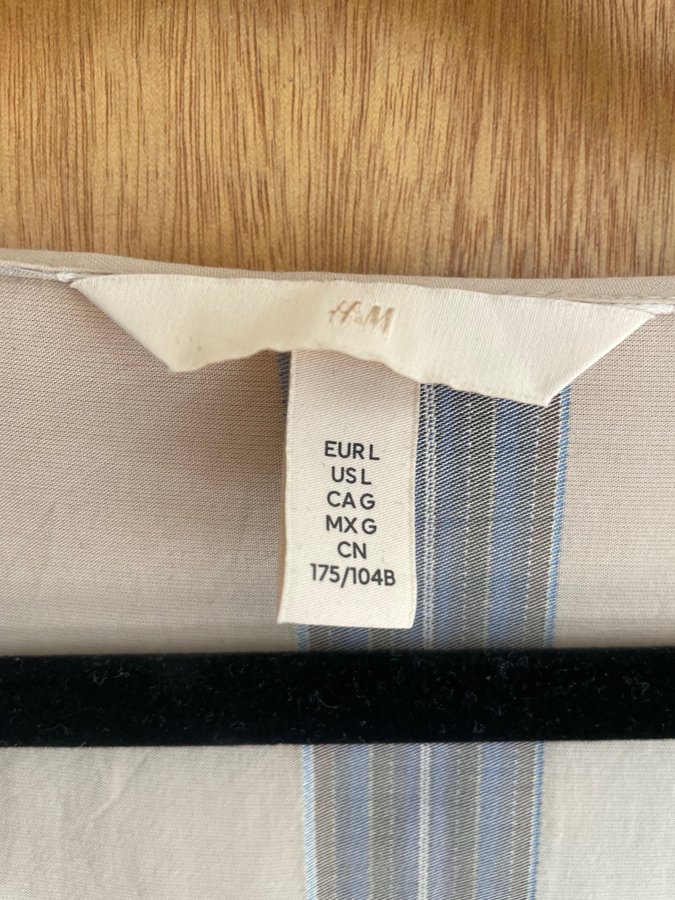 H&M
EUR L
US L
CA G
MX G
CN
175/104B